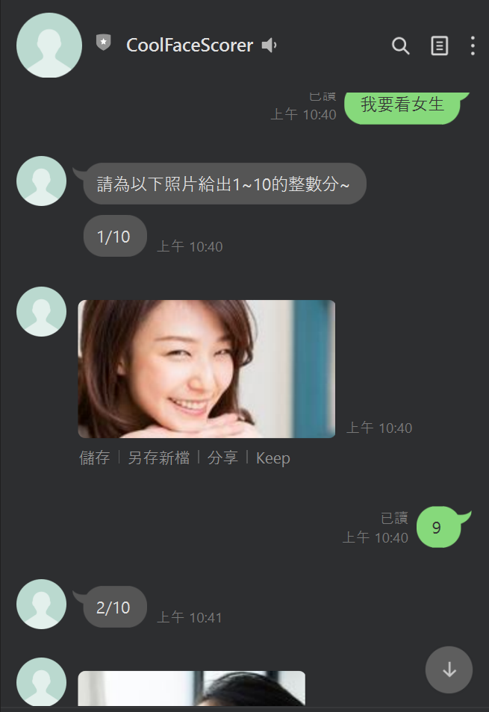 CoolFaceScorer
已讀
上午 10:40
我要看女生
請為以下照片給出1~10的整數分~
1/10
上午 10:40
上午 10:40
儲存 | 另存新檔 | 分享 | Keep
已讀
上午 10:40
9
2/10
上午 10:41